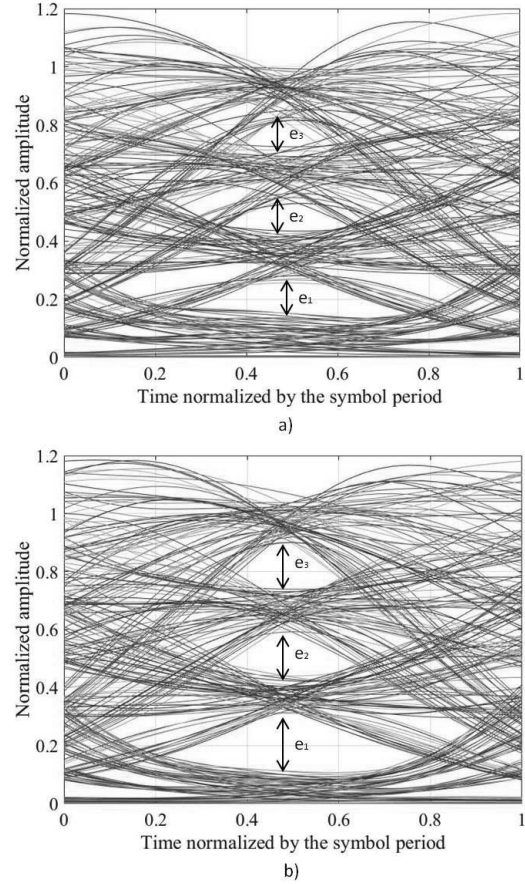 1.2
1
0.8
0.6
0.4
0.2
0
Normalized amplitude
e₃
e₂
e₁
0 0.2 0.4 0.6 0.8 1
Time normalized by the symbol period
a)
1.2
1
0.8
0.6
0.4
0.2
0
Normalized amplitude
e₃
e₂
e₁
0 0.2 0.4 0.6 0.8 1
Time normalized by the symbol period
b)